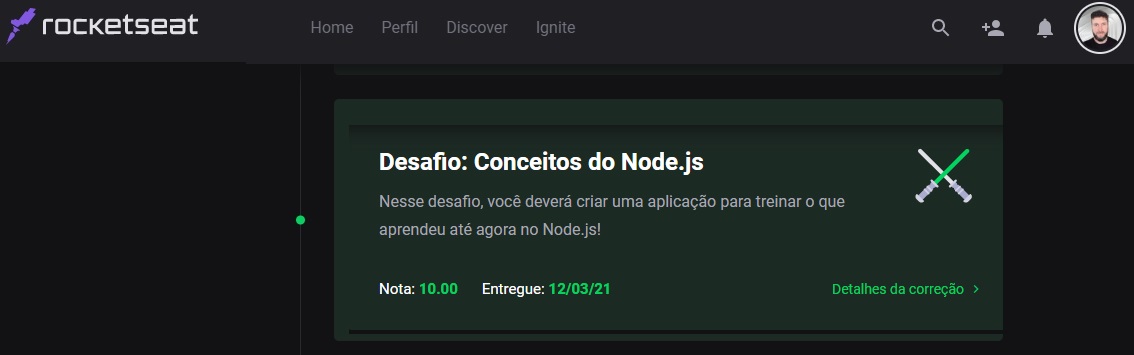 rocketseat Home Perfil Discover Ignite
Desafio: Conceitos do Node.js
Nesse desafio, você deverá criar uma aplicação para treinar o que
aprendeu até agora no Node.js!
Nota: 10.00 Entregue: 12/03/21 Detalhes da correção